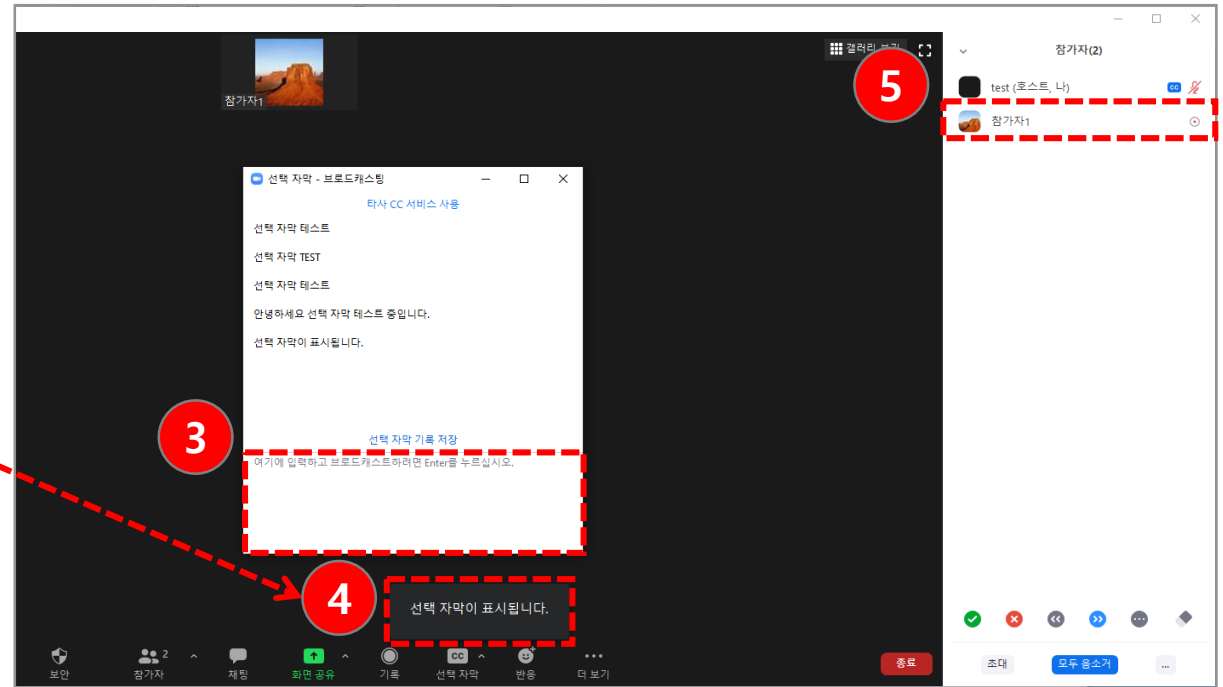 갤러리 보기
5
참가자(2)
test (호스트, 나)
CC
참가자1
참가자1
선택 자막 - 브로드캐스팅
타사 CC 서비스 사용
선택 자막 테스트
선택 자막 TEST
선택 자막 테스트
안녕하세요 선택 자막 테스트 중입니다.
선택 자막이 표시됩니다.
3
선택 자막 기록 저장
여기에 입력하고 브로드캐스트하려면 Enter를 누르십시오.
4
선택 자막이 표시됩니다.
보안
2
참가자
채팅
화면 공유
기록
CC
선택 자막
반응
더 보기
종료
초대
모두 음소거
...